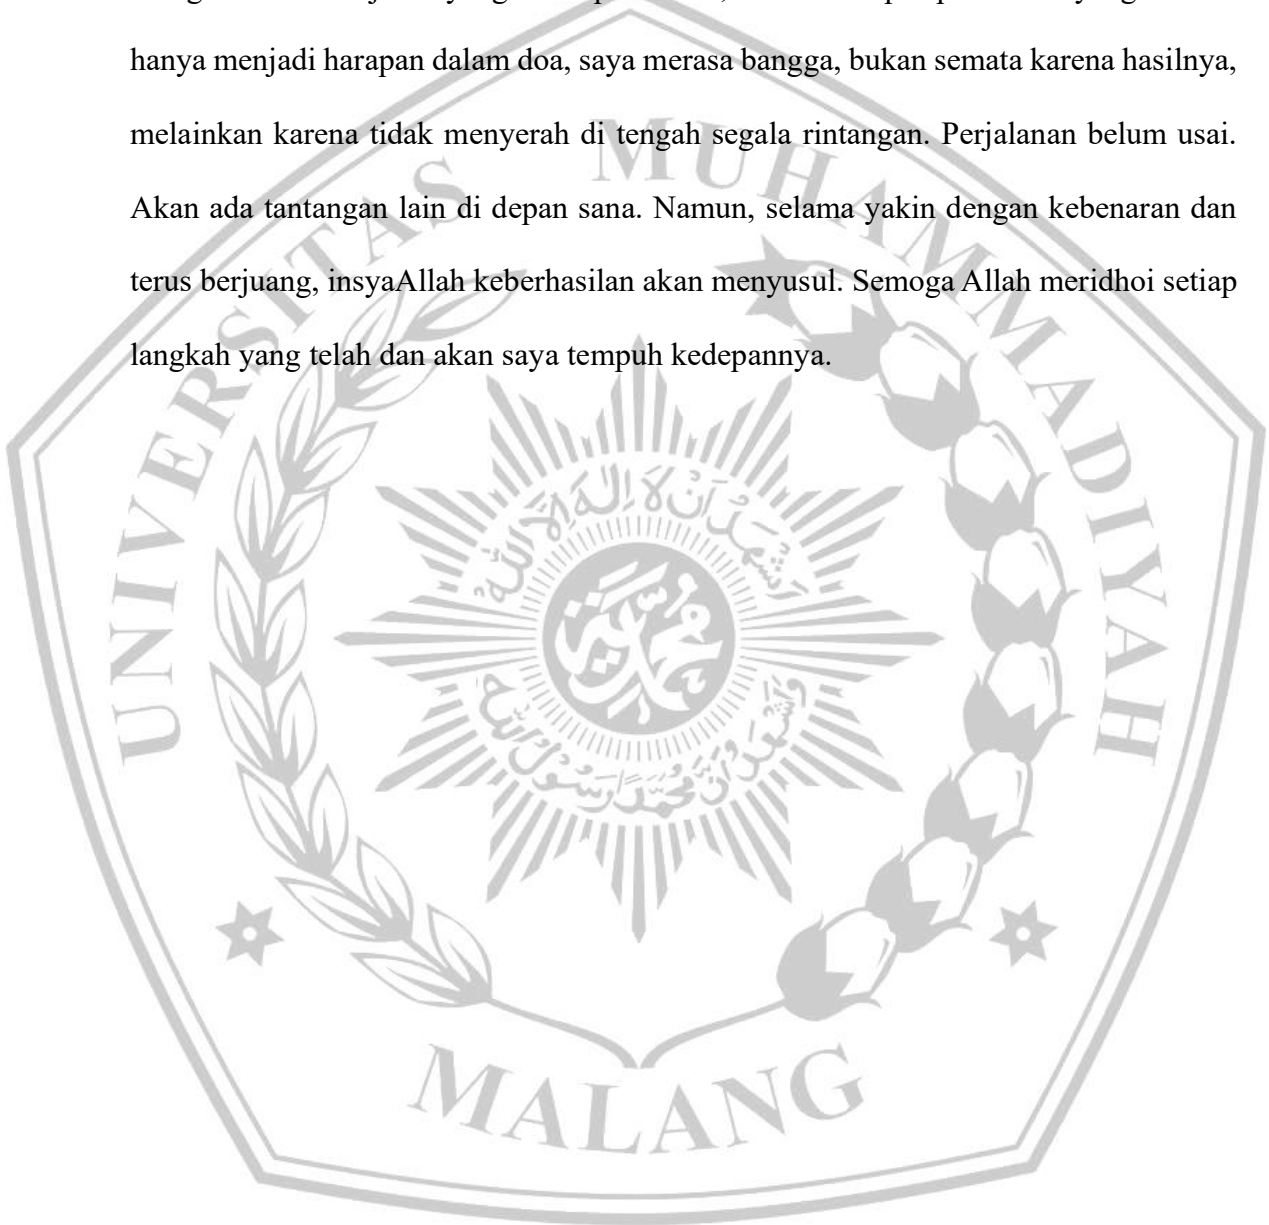 hanya menjadi harapan dalam doa, saya merasa bangga, bukan semata karena hasilnya,
melainkan karena tidak menyerah di tengah segala rintangan. Perjalanan belum usai.
Akan ada tantangan lain di depan sana. Namun, selama yakin dengan kebenaran dan
terus berjuang, insyaAllah keberhasilan akan menyusul. Semoga Allah meridhoi setiap
langkah yang telah dan akan saya tempuh kedepannya.
UNIVERSITAS MUHAMMADIYAH
MALANG